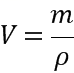 V = m/ρ